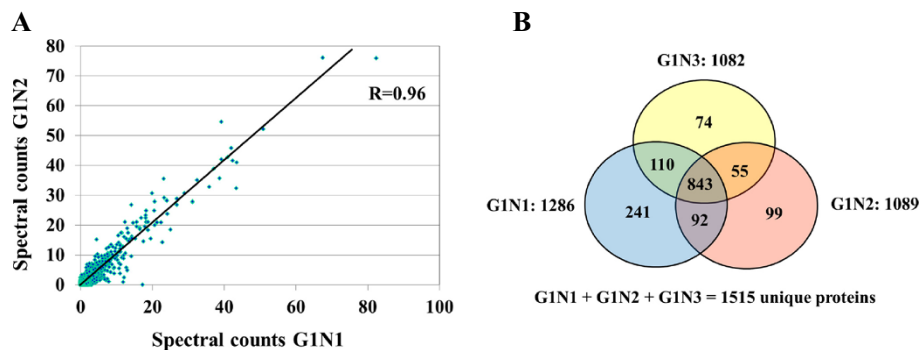 A
Spectral counts G1N2
80
70
60
50
40
30
20
10
0
R=0.96
0 20 40 60 80 100
Spectral counts G1N1
B
G1N3: 1082
74
110 55
843
G1N1: 1286 G1N2: 1089
241 92 99
G1N1 + G1N2 + G1N3 = 1515 unique proteins